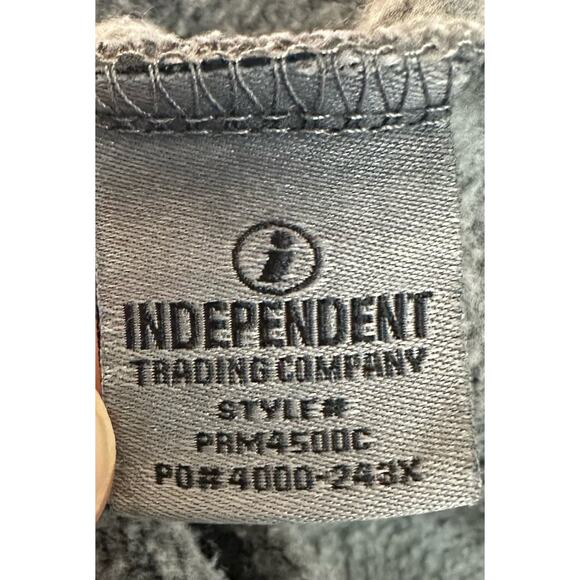 i
INDEPENDENT
TRADING COMPANY
STYLE#
PRM4500C
PO#4000-243X